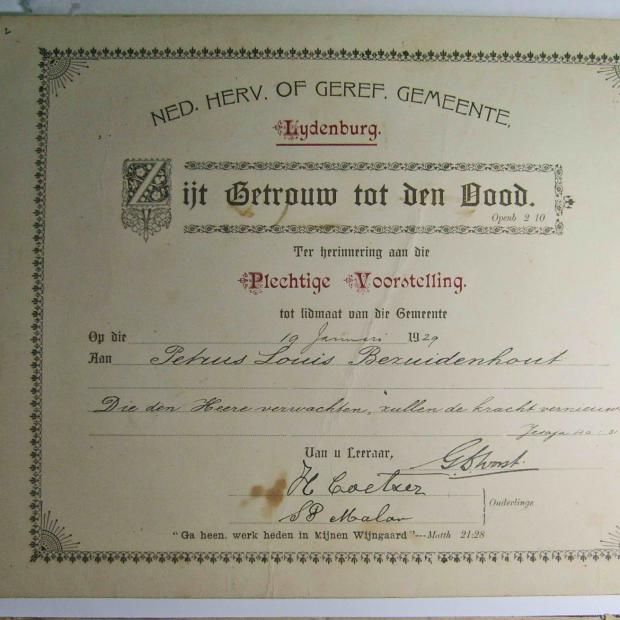 2
NED. HERV. OF GEREF. GEMEENTE,
Lydenburg.
Zijt Getrouw tot den Dood.
Openb 2 10
Ter herinnering aan die
Plechtige Voorstelling.
tot lidmaat van die Gemeente
Op die 19 Januari 1929
Aan Petrus Louis Bezuidenhout
Die den Heere verwachten, zullen de kracht vernieuw
Jesaja 40: 31
Van u Leeraar,
H Coetzer
S P Malan
Ouderlinge
"Ga heen, werk heden in Mijnen Wijngaard"---Matth 21:28